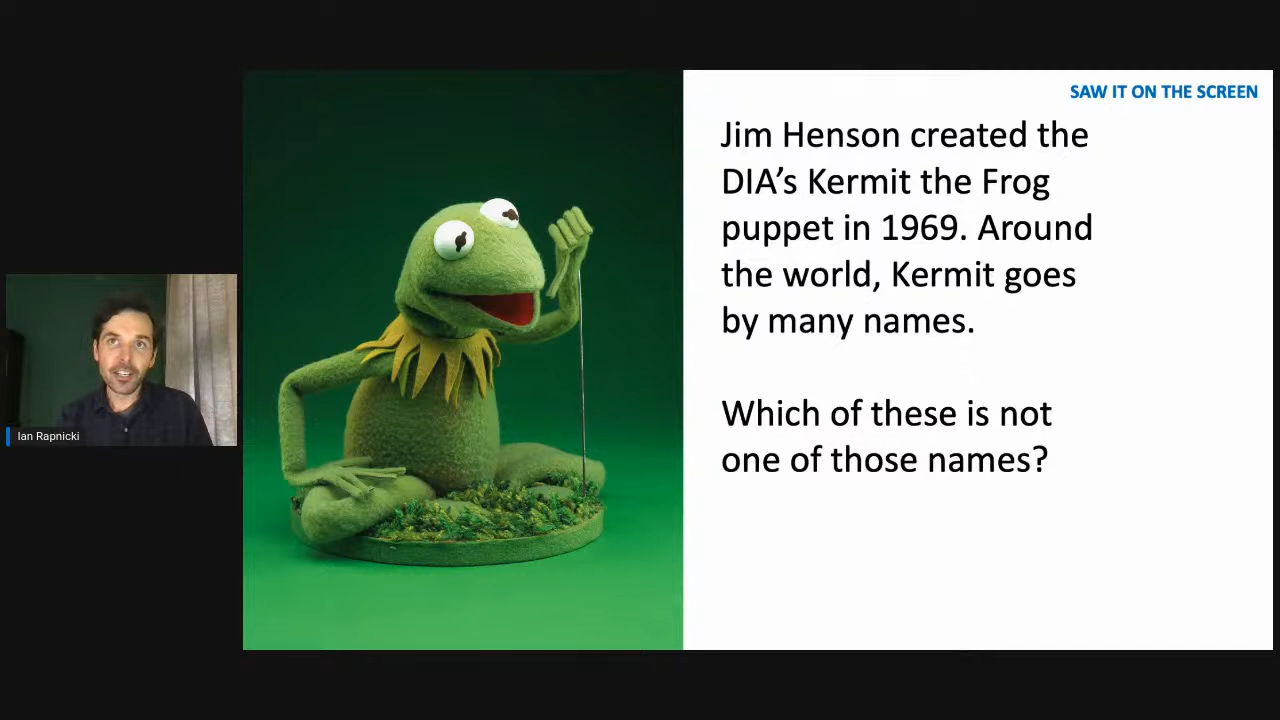 SAW IT ON THE SCREEN
Jim Henson created the
DIA’s Kermit the Frog
puppet in 1969. Around
the world, Kermit goes
by many names.
Which of these is not
one of those names?
Ian Rapnicki